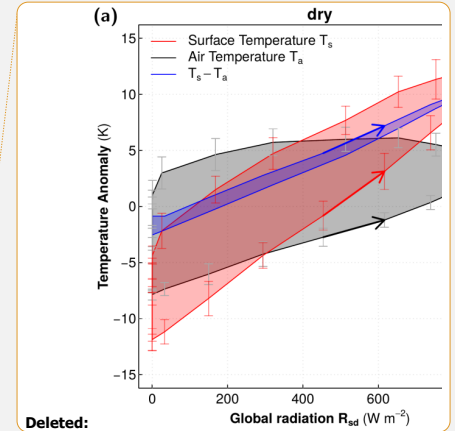 (a) dry
Surface Temperature Tₛ
Air Temperature Tₐ
Tₛ − Tₐ
Temperature Anomaly (K)
15
10
5
0
−5
−10
−15
0 200 400 600
Global radiation R_sd (W m⁻²)
Deleted: